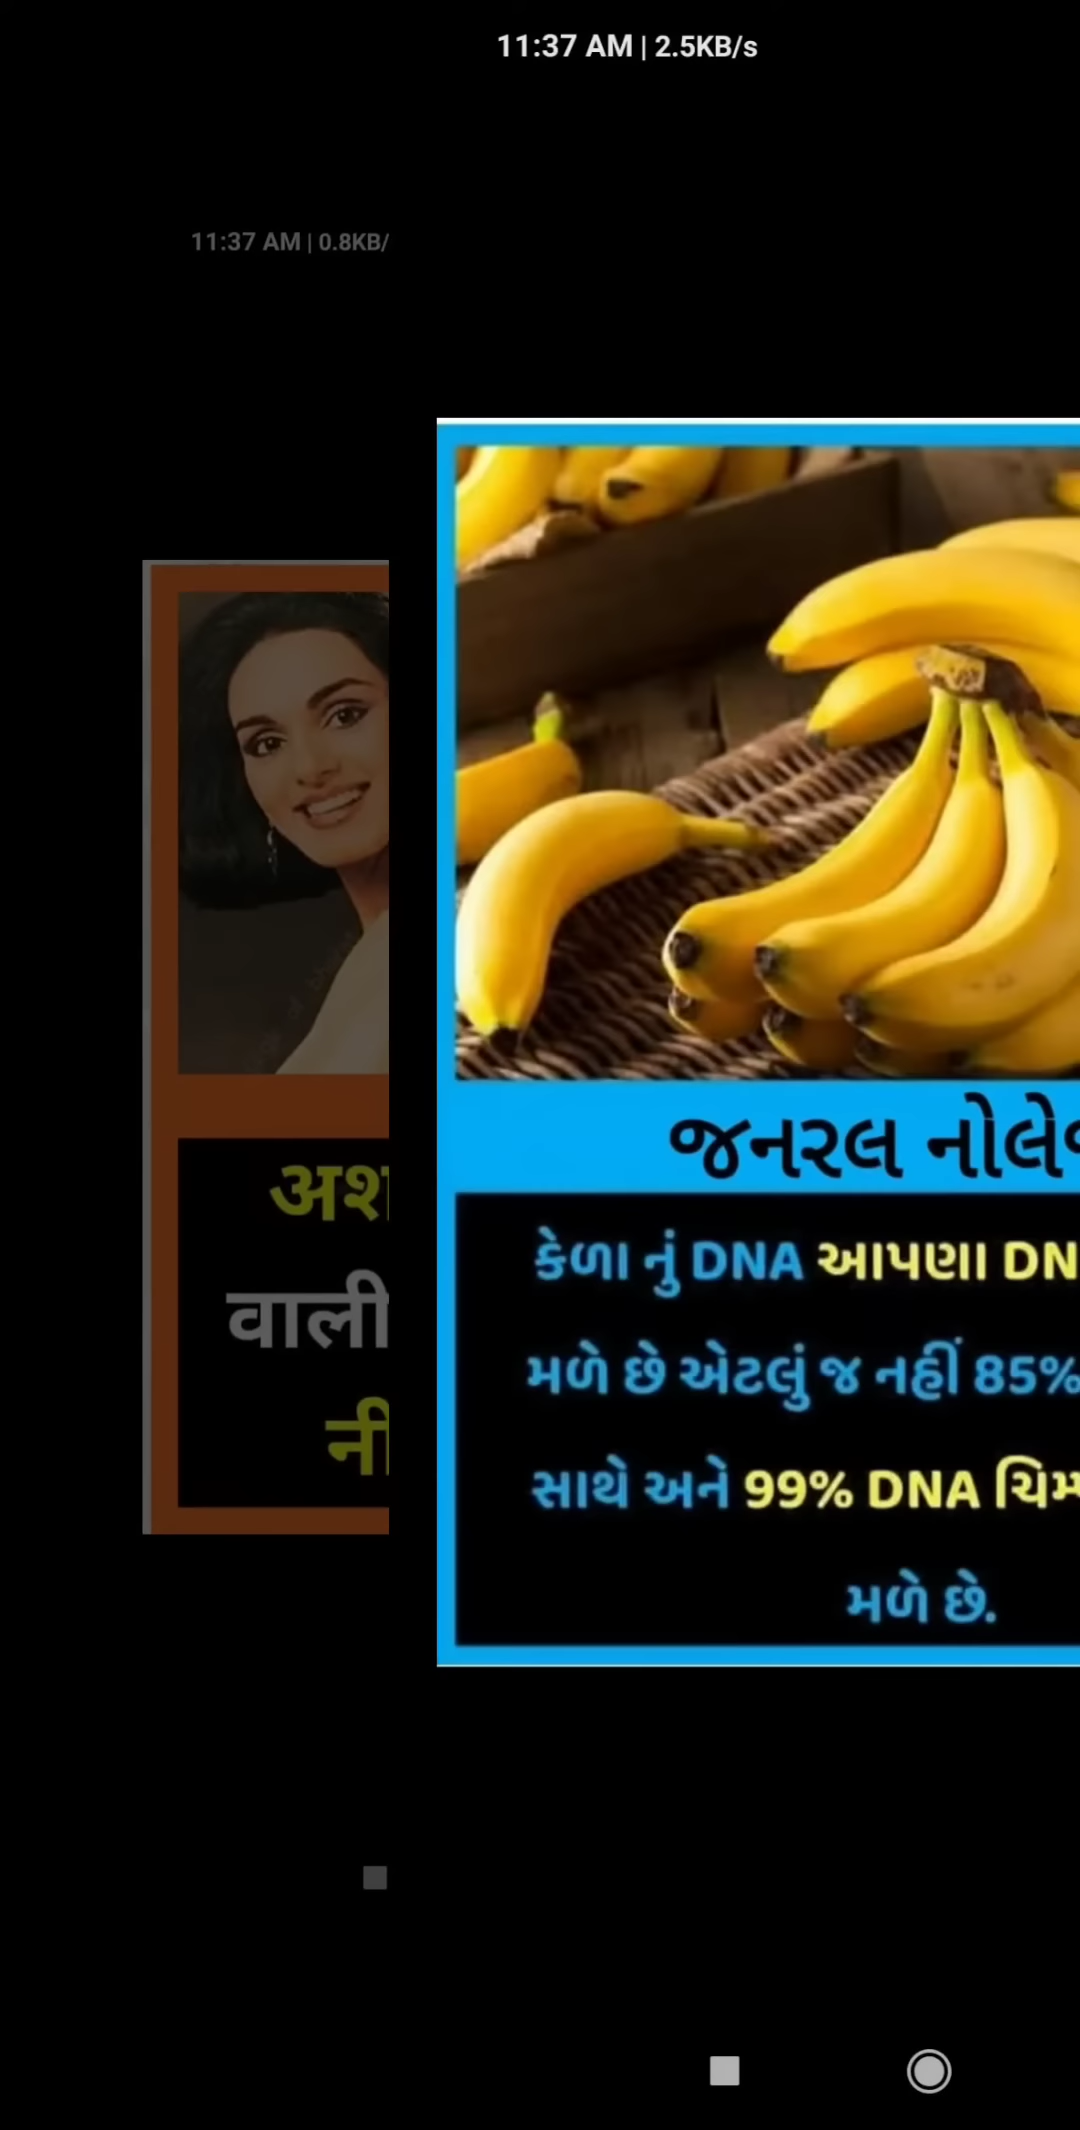 11:37 AM | 2.5KB/s
11:37 AM | 0.8KB/
अश
वाली
नी
જનરલ નોલે
કેળા નું DNA આપણા DN
મળે છે એટલું જ નહીં 85%
સાથે અને 99% DNA ચિમ્
મળે છે.